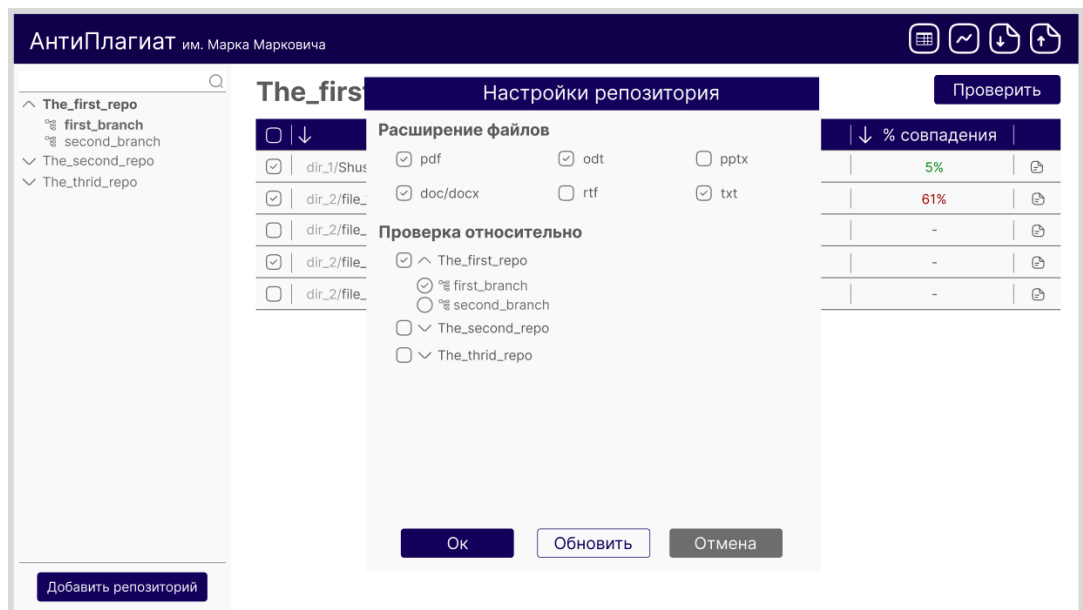 АнтиПлагиат им. Марка Марковича
The_first_repo
first_branch
second_branch
The_second_repo
The_thrid_repo
Добавить репозиторий
The_firs
Проверить
% совпадения
dir_1/Shus 5%
dir_2/file_ 61%
dir_2/file_ -
dir_2/file_ -
dir_2/file_ -
Настройки репозитория
Расширение файлов
pdf odt pptx
doc/docx rtf txt
Проверка относительно
The_first_repo
first_branch
second_branch
The_second_repo
The_thrid_repo
Ок Обновить Отмена